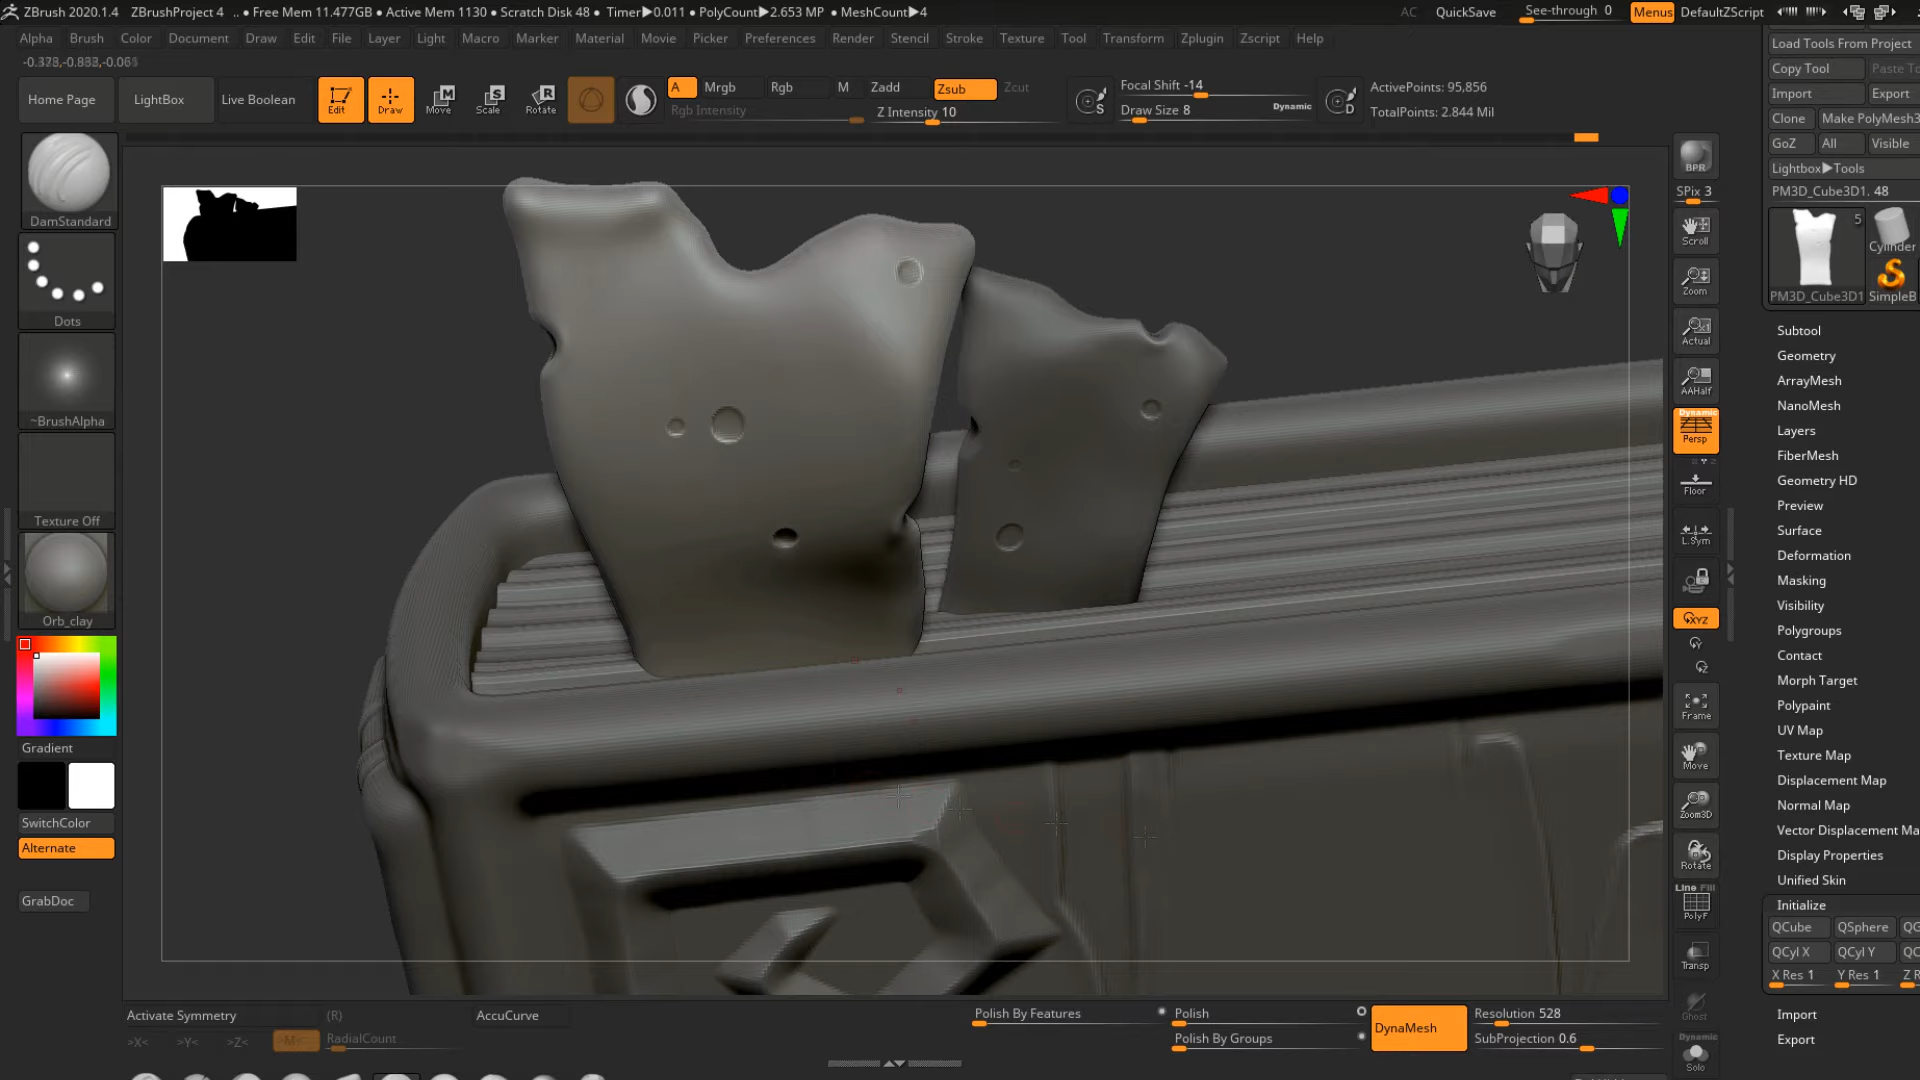 ZBrush 2020.1.4 ZBrushProject 4 .. • Free Mem 11.477GB • Active Mem 1130 • Scratch Disk 48 • Timer▶0.011 • PolyCount▶2.653 MP • MeshCount▶4 AC QuickSave See-through 0 Menus DefaultZScript
Alpha Brush Color Document Draw Edit File Layer Light Macro Marker Material Movie Picker Preferences Render Stencil Stroke Texture Tool Transform Zplugin Zscript Help
Home Page LightBox Live Boolean Edit Draw Move Scale Rotate
A Mrgb Rgb M Zadd Zsub Zcut
Rgb Intensity Z Intensity 10
Focal Shift -14
Draw Size 8 Dynamic
ActivePoints: 95,856
TotalPoints: 2.844 Mil
DamStandard
Dots
~BrushAlpha
Texture Off
Orb_clay
Gradient
SwitchColor
Alternate
GrabDoc
BPR
SPix 3
Scroll
Zoom
Actual
AAHalf
Dynamic
Persp
Floor
L.Sym
XYZ
Y
Z
Frame
Move
Zoom3D
Rotate
Line Fill
PolyF
Transp
Ghost
Dynamic
Solo
Load Tools From Project
Copy Tool
Import Export
Clone Make PolyMesh3
GoZ All Visible
Lightbox▶Tools
PM3D_Cube3D1. 48
5
Cylinder
PM3D_Cube3D1 SimpleB
Subtool
Geometry
ArrayMesh
NanoMesh
Layers
FiberMesh
Geometry HD
Preview
Surface
Deformation
Masking
Visibility
Polygroups
Contact
Morph Target
Polypaint
UV Map
Texture Map
Displacement Map
Normal Map
Vector Displacement Ma
Display Properties
Unified Skin
Initialize
QCube QSphere
QCyl X QCyl Y
X Res 1 Y Res 1
Import
Export
Activate Symmetry (R) AccuCurve
>X< >Y< >Z< >M< RadialCount
Polish By Features Polish
Polish By Groups
DynaMesh
Resolution 528
SubProjection 0.6